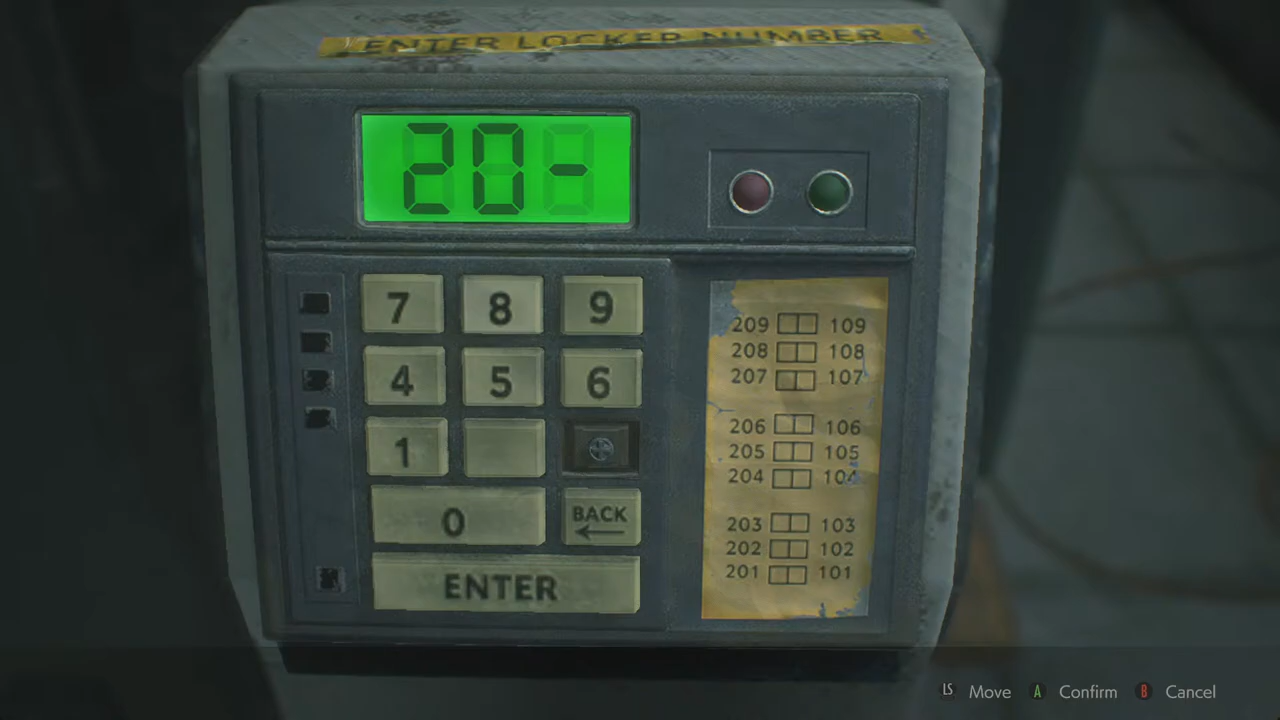 ENTER LOCKER NUMBER
20-
7 8 9
4 5 6
1
0 BACK
ENTER
209 109
208 108
207 107
206 106
205 105
204 104
203 103
202 102
201 101
LS Move A Confirm B Cancel